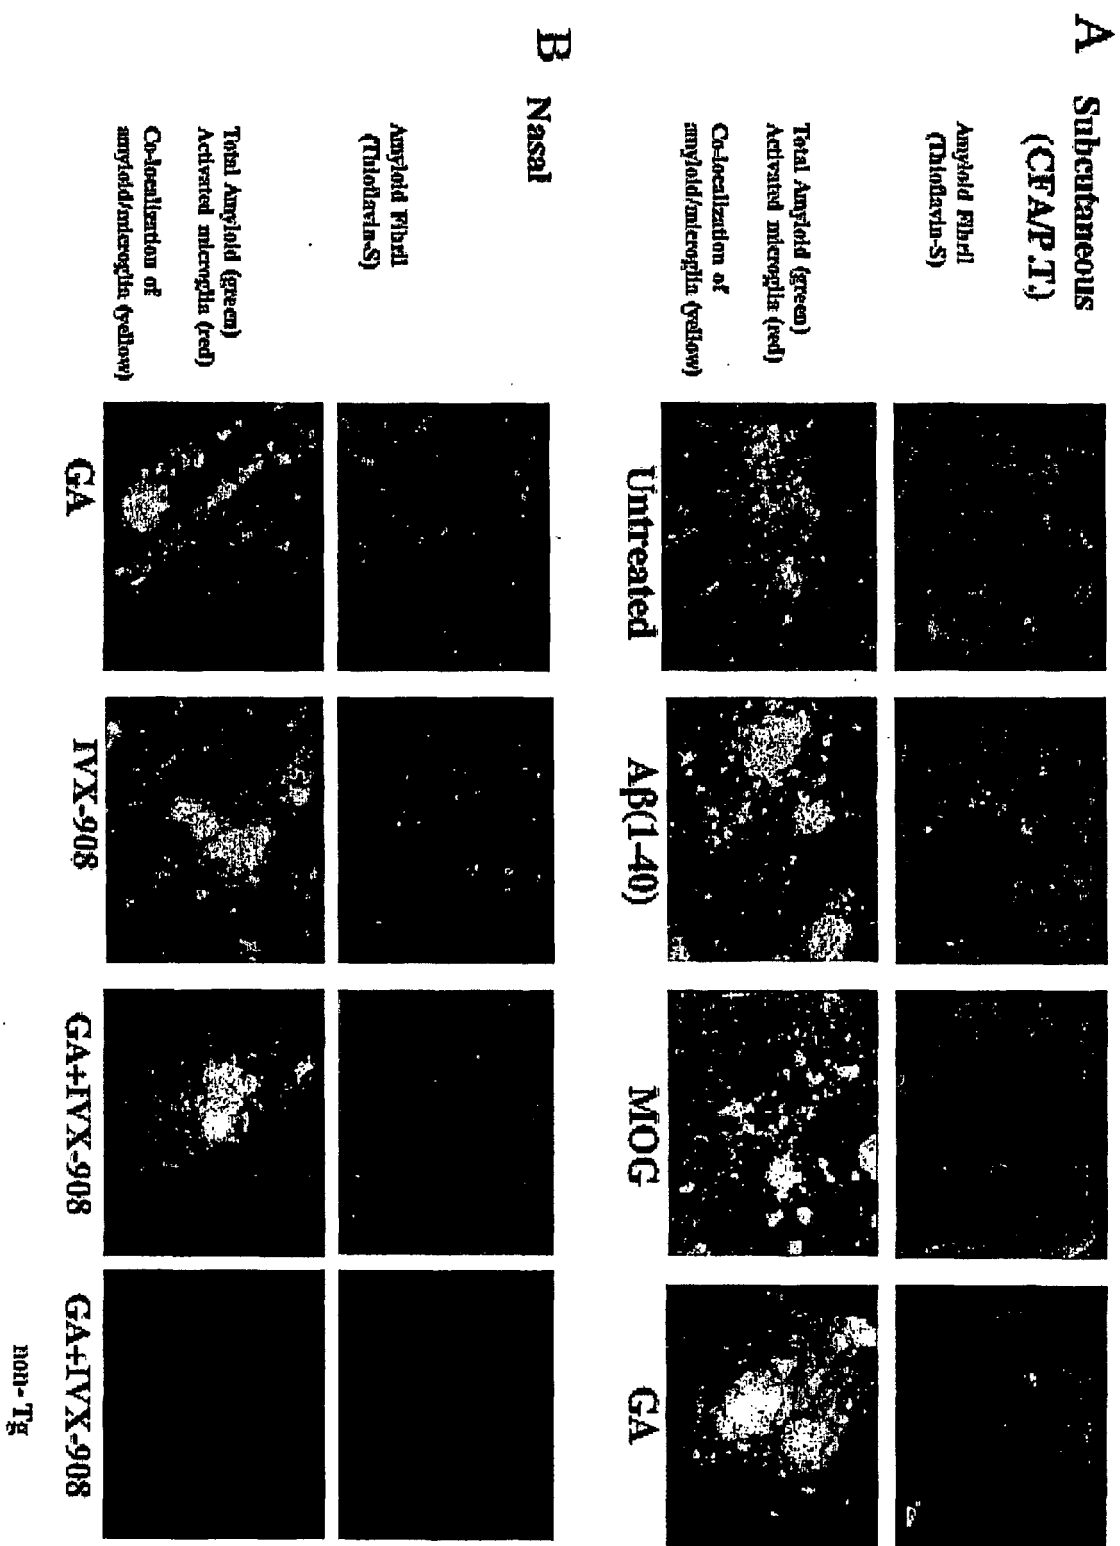 A Subcutaneous
(CFA/P.T.)
Amyloid Fibril
(Thioflavin-S)
Total Amyloid (green)
Activated microglia (red)
Co-localization of
amyloid/microglia (yellow)
Untreated
Aβ(1-40)
MOG
GA
B Nasal
Amyloid Fibril
(Thioflavin-S)
Total Amyloid (green)
Activated microglia (red)
Co-localization of
amyloid/microglia (yellow)
GA
IVX-908
GA+IVX-908
GA+IVX-908
non-Tg